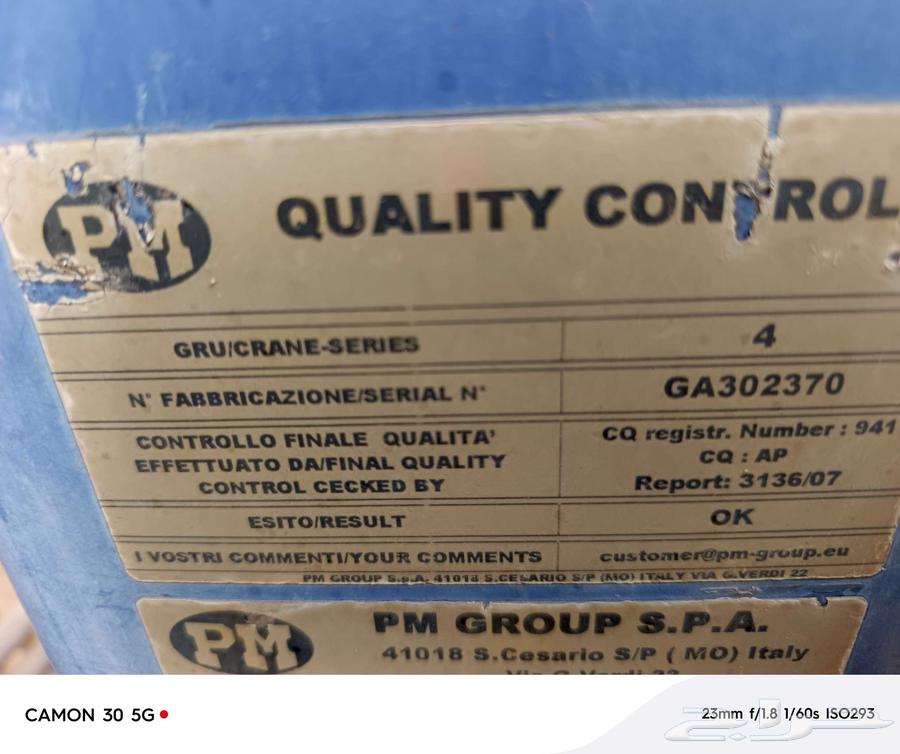 PM QUALITY CONTROL
GRU/CRANE-SERIES 4
N° FABBRICAZIONE/SERIAL N° GA302370
CONTROLLO FINALE QUALITA' CQ registr. Number : 941
EFFETTUATO DA/FINAL QUALITY CQ : AP
CONTROL CECKED BY Report: 3136/07
ESITO/RESULT OK
I VOSTRI COMMENTI/YOUR COMMENTS customer@pm-group.eu
PM GROUP S.p.A. 41018 S.CESARIO S/P (MO) ITALY VIA G.VERDI 22
PM PM GROUP S.P.A.
41018 S.Cesario S/P ( MO) Italy
CAMON 30 5G 23mm f/1.8 1/60s ISO293
حراج